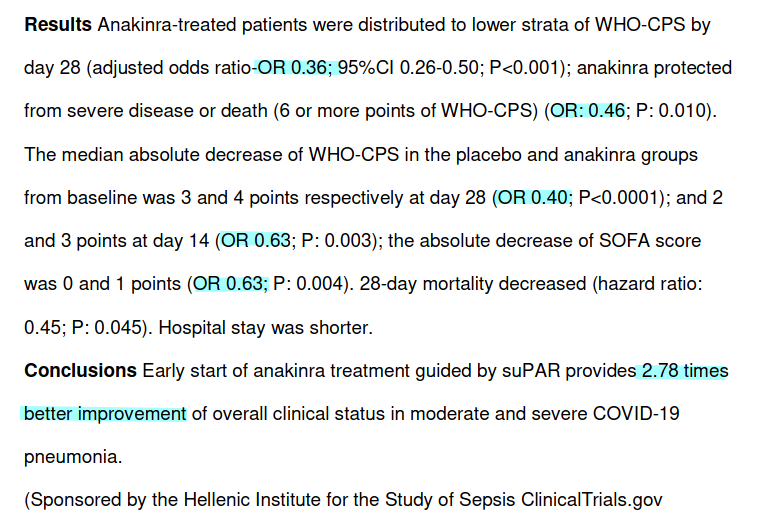 Results Anakinra-treated patients were distributed to lower strata of WHO-CPS by
day 28 (adjusted odds ratio-OR 0.36; 95%CI 0.26-0.50; P<0.001); anakinra protected
from severe disease or death (6 or more points of WHO-CPS) (OR: 0.46; P: 0.010).
The median absolute decrease of WHO-CPS in the placebo and anakinra groups
from baseline was 3 and 4 points respectively at day 28 (OR 0.40; P<0.0001); and 2
and 3 points at day 14 (OR 0.63; P: 0.003); the absolute decrease of SOFA score
was 0 and 1 points (OR 0.63; P: 0.004). 28-day mortality decreased (hazard ratio:
0.45; P: 0.045). Hospital stay was shorter.
Conclusions Early start of anakinra treatment guided by suPAR provides 2.78 times
better improvement of overall clinical status in moderate and severe COVID-19
pneumonia.
(Sponsored by the Hellenic Institute for the Study of Sepsis ClinicalTrials.gov